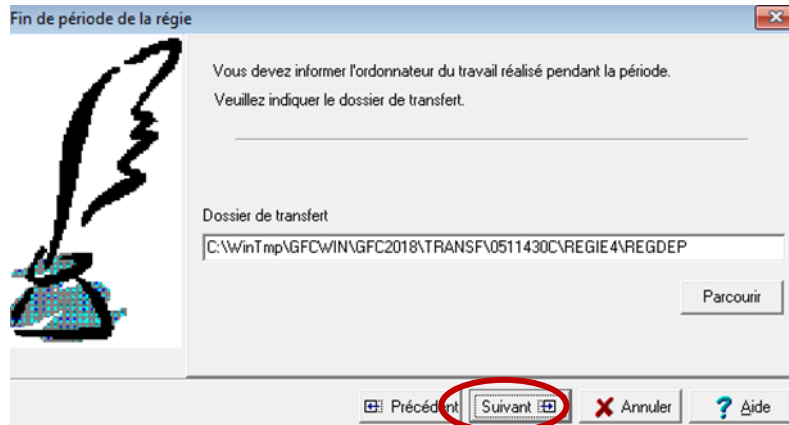 Fin de période de la régie
Vous devez informer l'ordonnateur du travail réalisé pendant la période.
Veuillez indiquer le dossier de transfert.
Dossier de transfert
C:\WinTmp\GFCWIN\GFC2018\TRANSF\0511430C\REGIE4\REGDEP
Parcourir
Précédent Suivant Annuler Aide